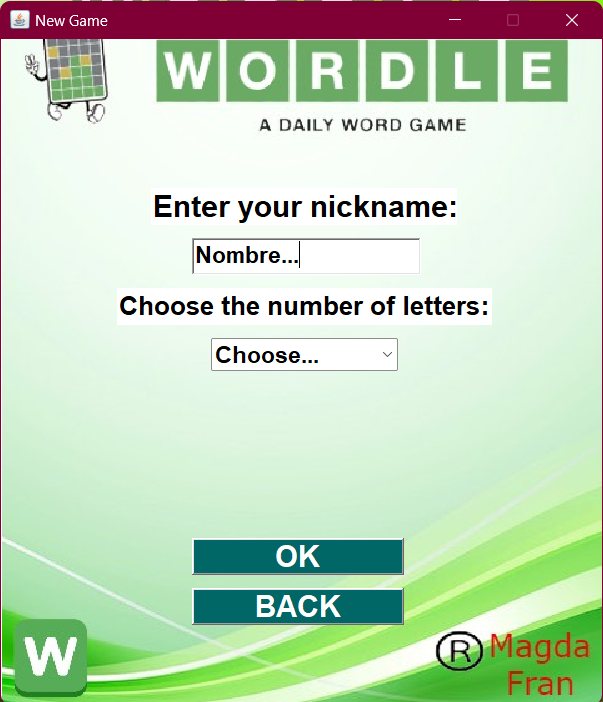 New Game
WORDLE
A DAILY WORD GAME
Enter your nickname:
Nombre...
Choose the number of letters:
Choose...
OK
BACK
W
® Magda
Fran